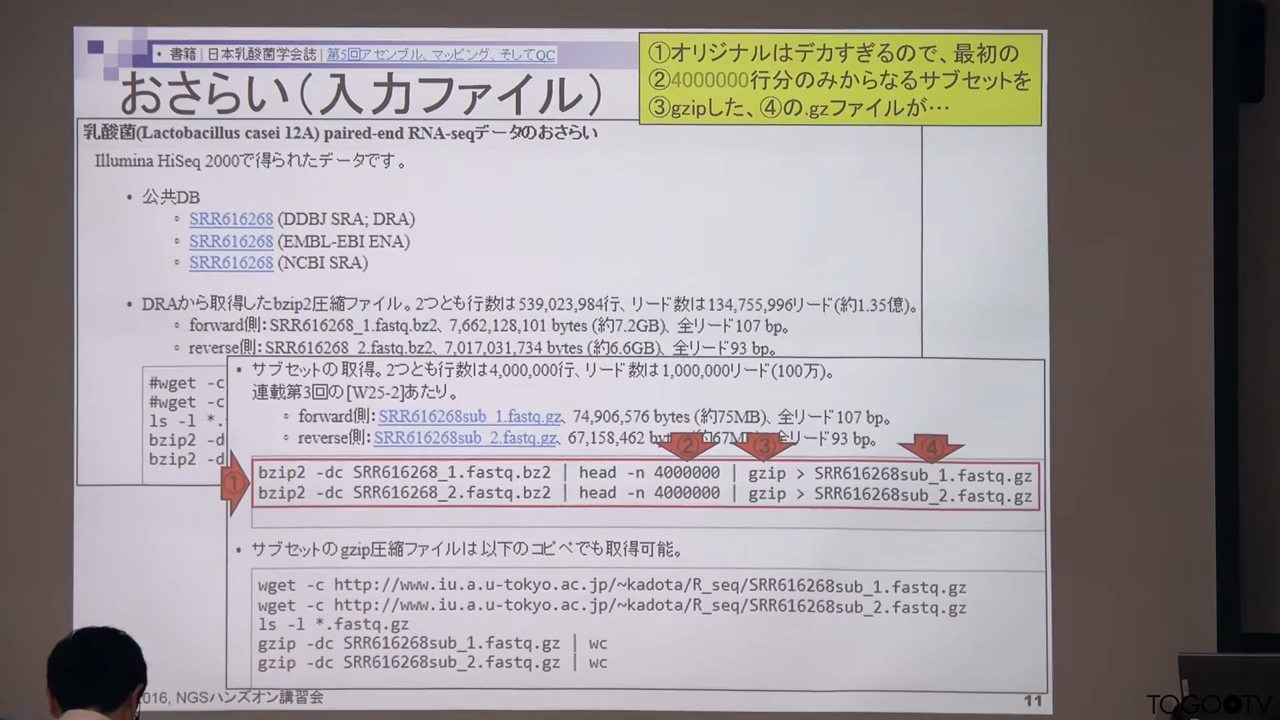 • 書籍 | 日本乳酸菌学会誌 | 第5回アセンブル、マッピング、そしてQC
おさらい(入力ファイル)
①オリジナルはデカすぎるので、最初の
②4000000行分のみからなるサブセットを
③gzipした、④の.gzファイルが…
乳酸菌(Lactobacillus casei 12A) paired-end RNA-seqデータのおさらい
Illumina HiSeq 2000で得られたデータです。
• 公共DB
◦ SRR616268 (DDBJ SRA; DRA)
◦ SRR616268 (EMBL-EBI ENA)
◦ SRR616268 (NCBI SRA)
• DRAから取得したbzip2圧縮ファイル。2つとも行数は539,023,984行、リード数は134,755,996リード(約1.35億)。
◦ forward側: SRR616268_1.fastq.bz2、7,662,128,101 bytes (約7.2GB)、全リード107 bp。
◦ reverse側: SRR616268_2.fastq.bz2、7,017,031,734 bytes (約6.6GB)、全リード93 bp。
#wget -c
#wget -c
ls -l *.
bzip2 -d
bzip2 -d
• サブセットの取得。2つとも行数は4,000,000行、リード数は1,000,000リード(100万)。
連載第3回の[W25-2]あたり。
◦ forward側: SRR616268sub_1.fastq.gz、74,906,576 bytes (約75MB)、全リード107 bp。
◦ reverse側: SRR616268sub_2.fastq.gz、67,158,462 全リード93 bp。
② ③ ④
①
bzip2 -dc SRR616268_1.fastq.bz2 | head -n 4000000 | gzip > SRR616268sub_1.fastq.gz
bzip2 -dc SRR616268_2.fastq.bz2 | head -n 4000000 | gzip > SRR616268sub_2.fastq.gz
• サブセットのgzip圧縮ファイルは以下のコピペでも取得可能。
wget -c http://www.iu.a.u-tokyo.ac.jp/~kadota/R_seq/SRR616268sub_1.fastq.gz
wget -c http://www.iu.a.u-tokyo.ac.jp/~kadota/R_seq/SRR616268sub_2.fastq.gz
ls -l *.fastq.gz
gzip -dc SRR616268sub_1.fastq.gz | wc
gzip -dc SRR616268sub_2.fastq.gz | wc
2016, NGSハンズオン講習会
11
TOGOTV